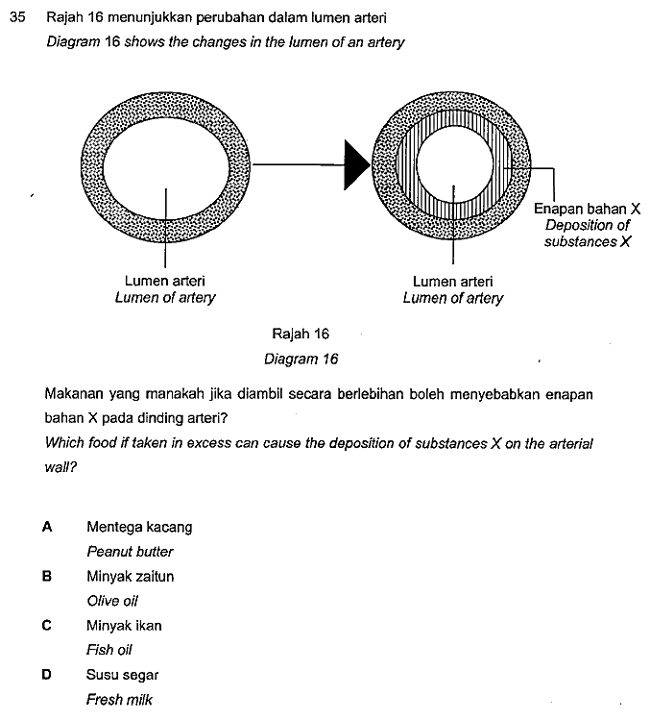 35 Rajah 16 menunjukkan perubahan dalam lumen arteri
Diagram 16 shows the changes in the lumen of an artery
Enapan bahan X
Deposition of
substances X
Lumen arteri
Lumen of artery
Lumen arteri
Lumen of artery
Rajah 16
Diagram 16
Makanan yang manakah jika diambil secara berlebihan boleh menyebabkan enapan
bahan X pada dinding arteri?
Which food if taken in excess can cause the deposition of substances X on the arterial
wall?
A Mentega kacang
Peanut butter
B Minyak zaitun
Olive oil
C Minyak ikan
Fish oil
D Susu segar
Fresh milk